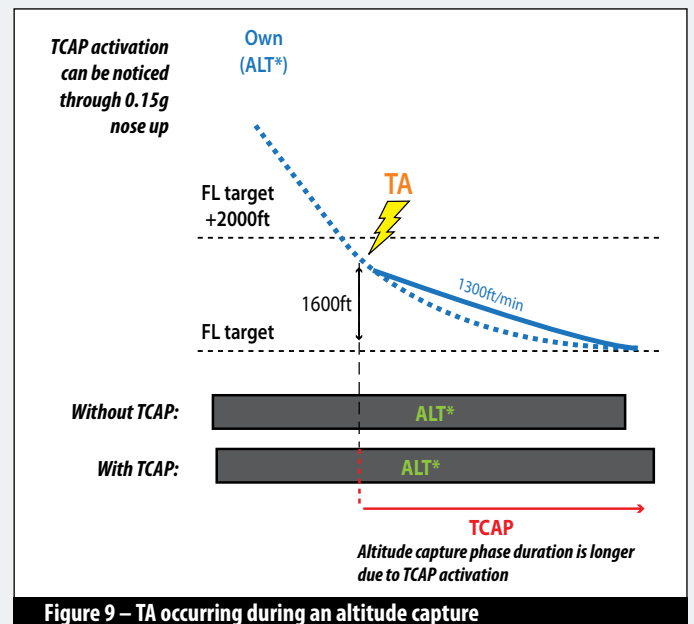 TCAP activation
can be noticed
through 0.15g
nose up
Own
(ALT*)
TA
FL target
+2000ft
1300ft/min
1600ft
FL target
Without TCAP:
ALT*
With TCAP:
ALT*
TCAP
Altitude capture phase duration is longer
due to TCAP activation
Figure 9 – TA occurring during an altitude capture